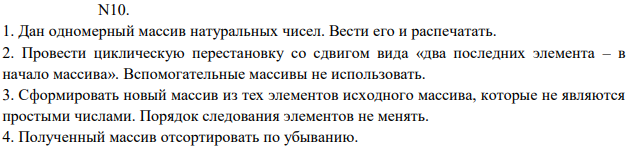 N10.
1. Дан одномерный массив натуральных чисел. Вести его и распечатать.
2. Провести циклическую перестановку со сдвигом вида «два последних элемента – в
начало массива». Вспомогательные массивы не использовать.
3. Сформировать новый массив из тех элементов исходного массива, которые не являются
простыми числами. Порядок следования элементов не менять.
4. Полученный массив отсортировать по убыванию.